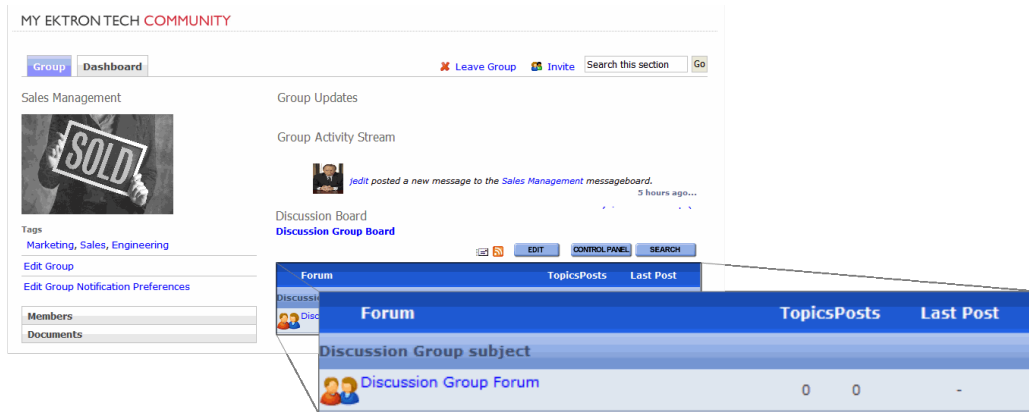 MY EKTRON TECH COMMUNITY
Group Dashboard
Leave Group Invite Search this section Go
Sales Management
SOLD
Tags
Marketing, Sales, Engineering
Edit Group
Edit Group Notification Preferences
Members
Documents
Group Updates
Group Activity Stream
jedit posted a new message to the Sales Management messageboard.
5 hours ago...
Discussion Board
Discussion Group Board
EDIT CONTROL PANEL SEARCH
Forum TopicsPosts Last Post
Forum TopicsPosts Last Post
Discussion Group subject
Discussion Group Forum 0 0 -